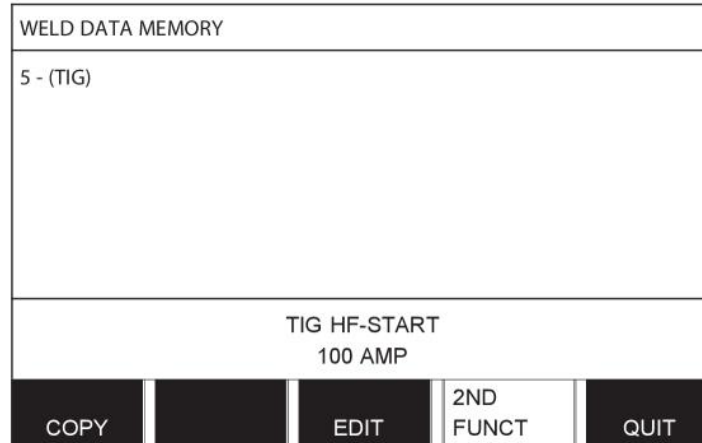 WELD DATA MEMORY
5 - (TIG)
TIG HF-START
100 AMP
COPY
EDIT
2ND
FUNCT
QUIT